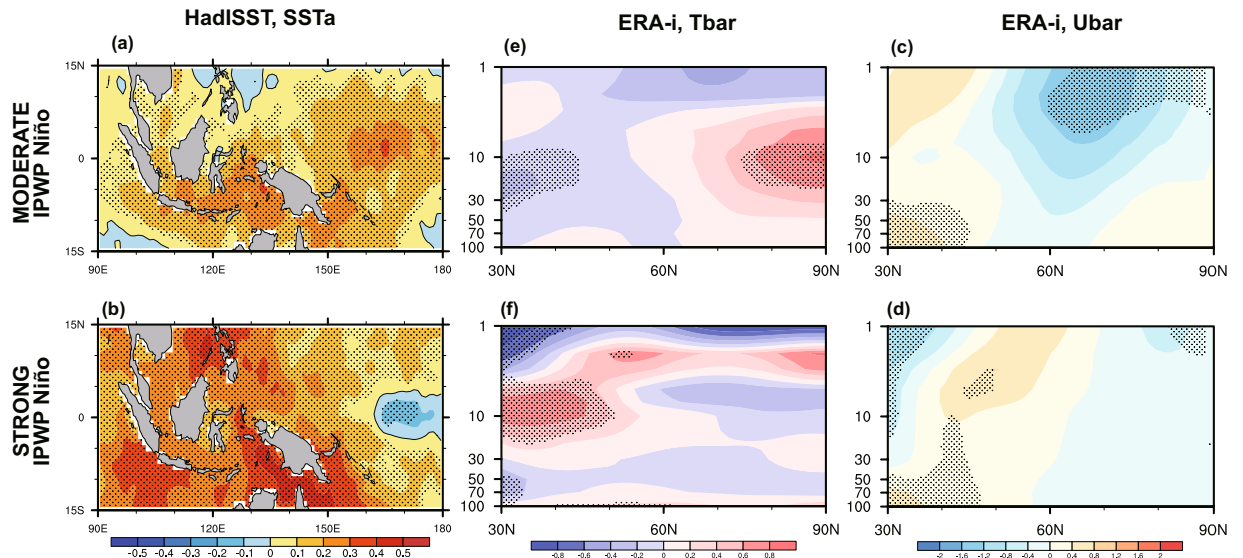 HadISST, SSTa
ERA-i, Tbar
ERA-i, Ubar
MODERATE
IPWP Niño
(a)
15N
0
15S
90E
120E
150E
180
(e)
1
10
30
50
70
100
30N
60N
90N
(c)
1
10
30
50
70
100
30N
60N
90N
STRONG
IPWP Niño
(b)
15N
0
15S
90E
120E
150E
180
-0.5 -0.4 -0.3 -0.2 -0.1 0 0.1 0.2 0.3 0.4 0.5
(f)
1
10
30
50
70
100
30N
60N
90N
-0.8 -0.6 -0.4 -0.2 0 0.2 0.4 0.6 0.8
(d)
1
10
30
50
70
100
30N
60N
90N
-2 -1.6 -1.2 -0.8 -0.4 0 0.4 0.8 1.2 1.6 2